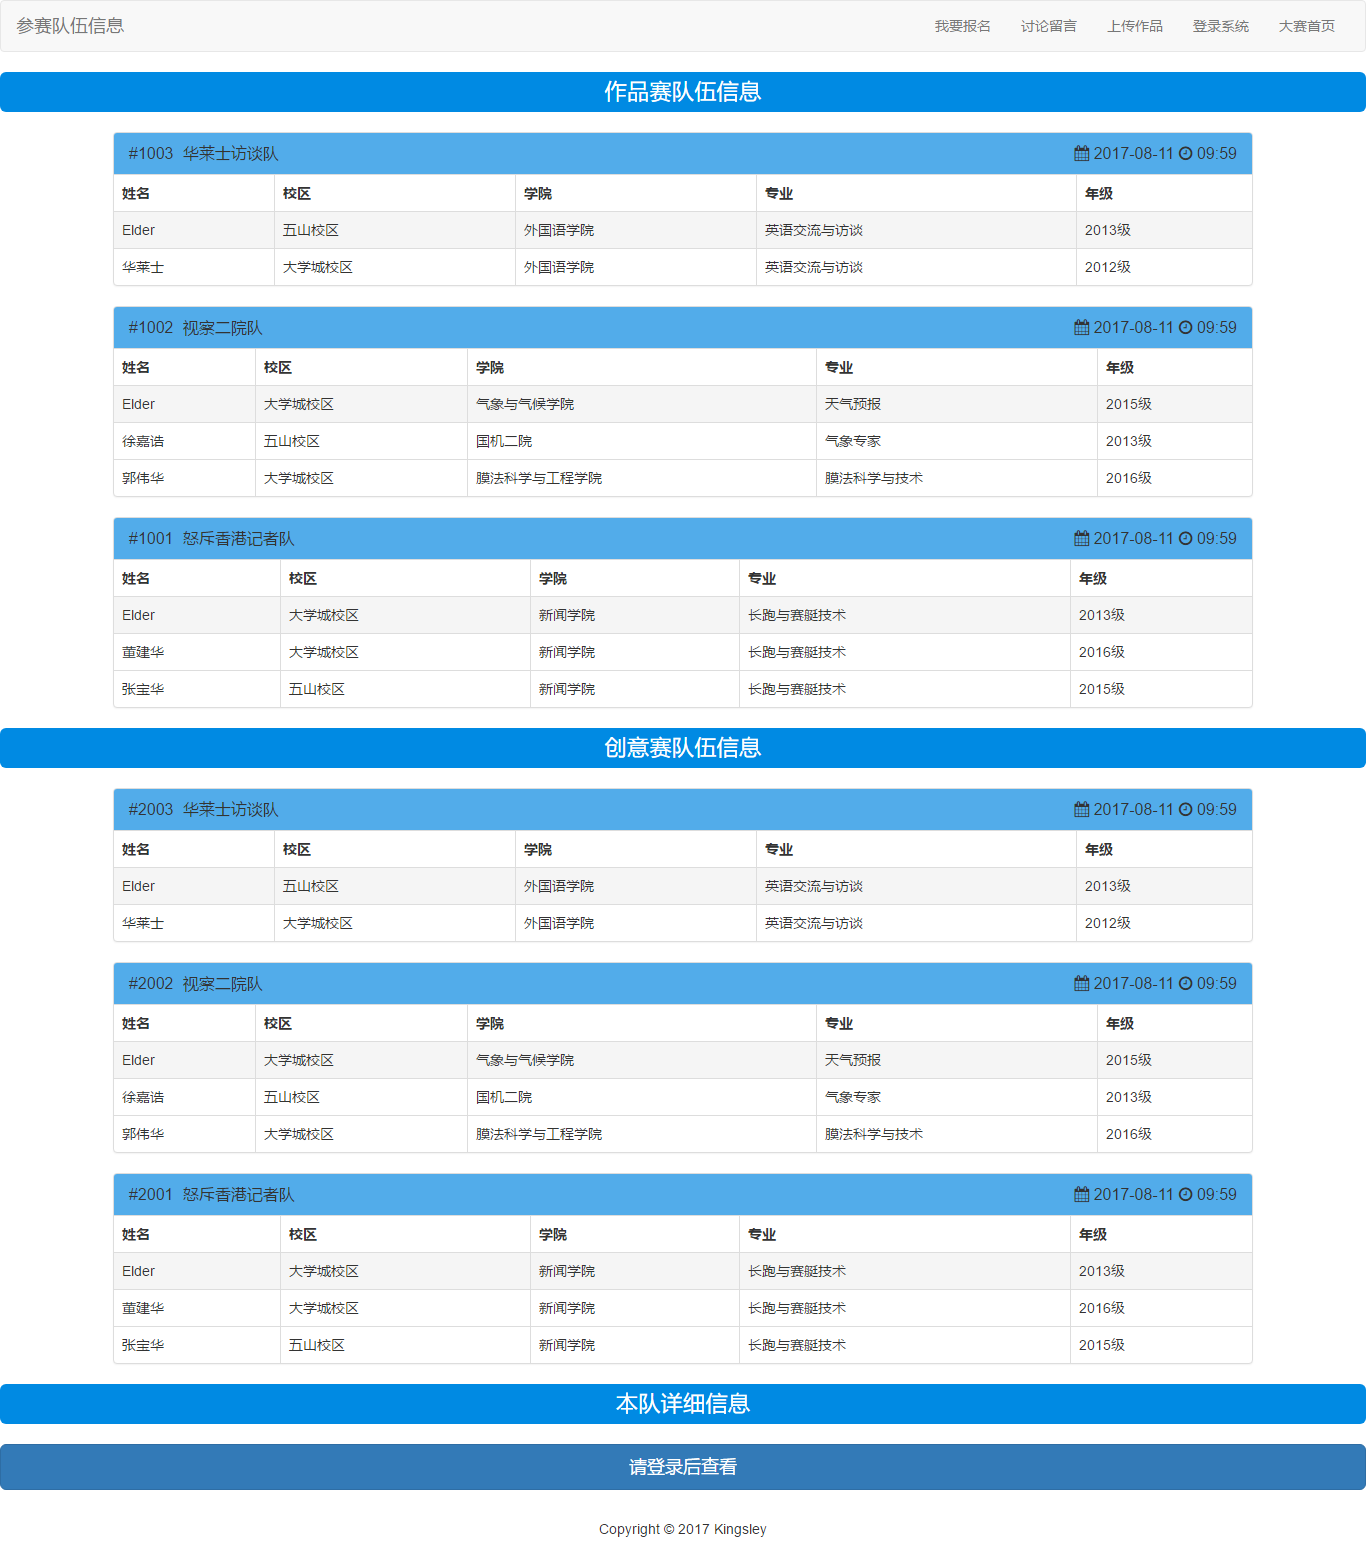 参赛队伍信息 我要报名 讨论留言 上传作品 登录系统 大赛首页
作品赛队伍信息
#1003 华莱士访谈队 2017-08-11 09:59
姓名 校区 学院 专业 年级
Elder 五山校区 外国语学院 英语交流与访谈 2013级
华莱士 大学城校区 外国语学院 英语交流与访谈 2012级
#1002 视察二院队 2017-08-11 09:59
姓名 校区 学院 专业 年级
Elder 大学城校区 气象与气候学院 天气预报 2015级
徐嘉诰 五山校区 国机二院 气象专家 2013级
郭伟华 大学城校区 膜法科学与工程学院 膜法科学与技术 2016级
#1001 怒斥香港记者队 2017-08-11 09:59
姓名 校区 学院 专业 年级
Elder 大学城校区 新闻学院 长跑与赛艇技术 2013级
董建华 大学城校区 新闻学院 长跑与赛艇技术 2016级
张宝华 五山校区 新闻学院 长跑与赛艇技术 2015级
创意赛队伍信息
#2003 华莱士访谈队 2017-08-11 09:59
姓名 校区 学院 专业 年级
Elder 五山校区 外国语学院 英语交流与访谈 2013级
华莱士 大学城校区 外国语学院 英语交流与访谈 2012级
#2002 视察二院队 2017-08-11 09:59
姓名 校区 学院 专业 年级
Elder 大学城校区 气象与气候学院 天气预报 2015级
徐嘉诰 五山校区 国机二院 气象专家 2013级
郭伟华 大学城校区 膜法科学与工程学院 膜法科学与技术 2016级
#2001 怒斥香港记者队 2017-08-11 09:59
姓名 校区 学院 专业 年级
Elder 大学城校区 新闻学院 长跑与赛艇技术 2013级
董建华 大学城校区 新闻学院 长跑与赛艇技术 2016级
张宝华 五山校区 新闻学院 长跑与赛艇技术 2015级
本队详细信息
请登录后查看
Copyright © 2017 Kingsley